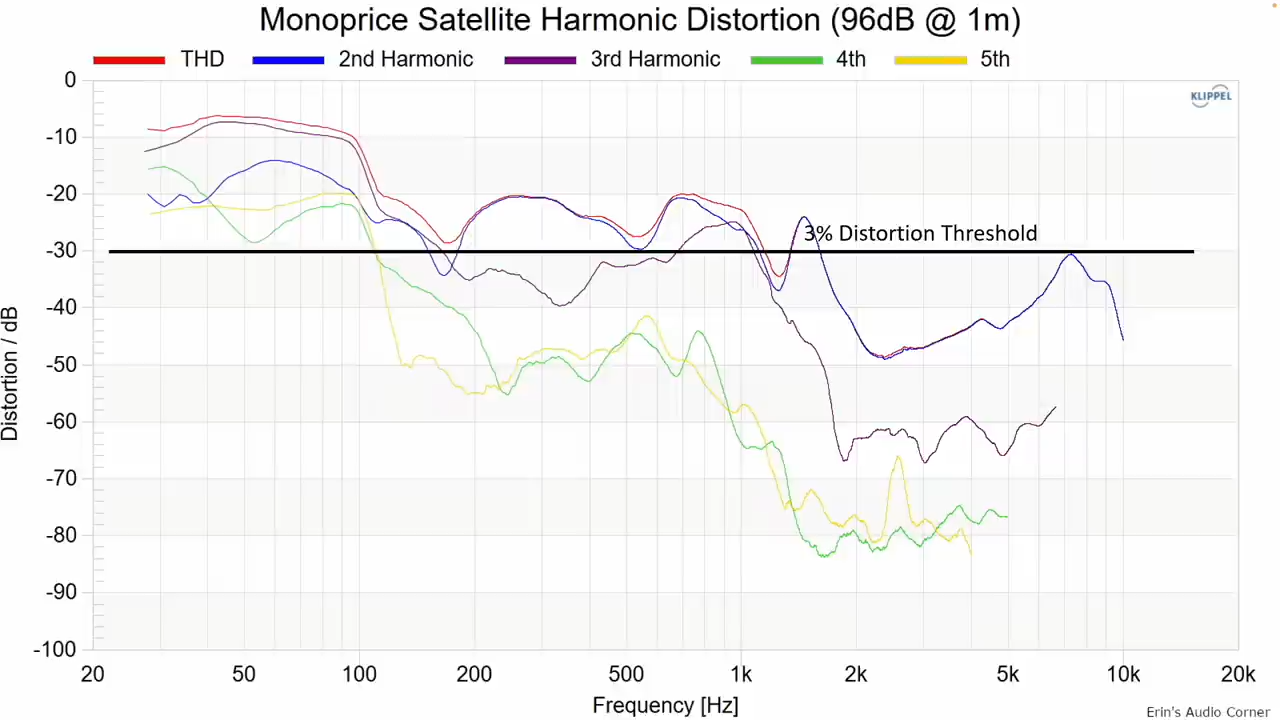 Monoprice Satellite Harmonic Distortion (96dB @ 1m)
THD 2nd Harmonic 3rd Harmonic 4th 5th
KLIPPEL
0
-10
-20
-30
-40
-50
-60
-70
-80
-90
-100
3% Distortion Threshold
Distortion / dB
20 50 100 200 500 1k 2k 5k 10k 20k
Frequency [Hz]
Erin's Audio Corner